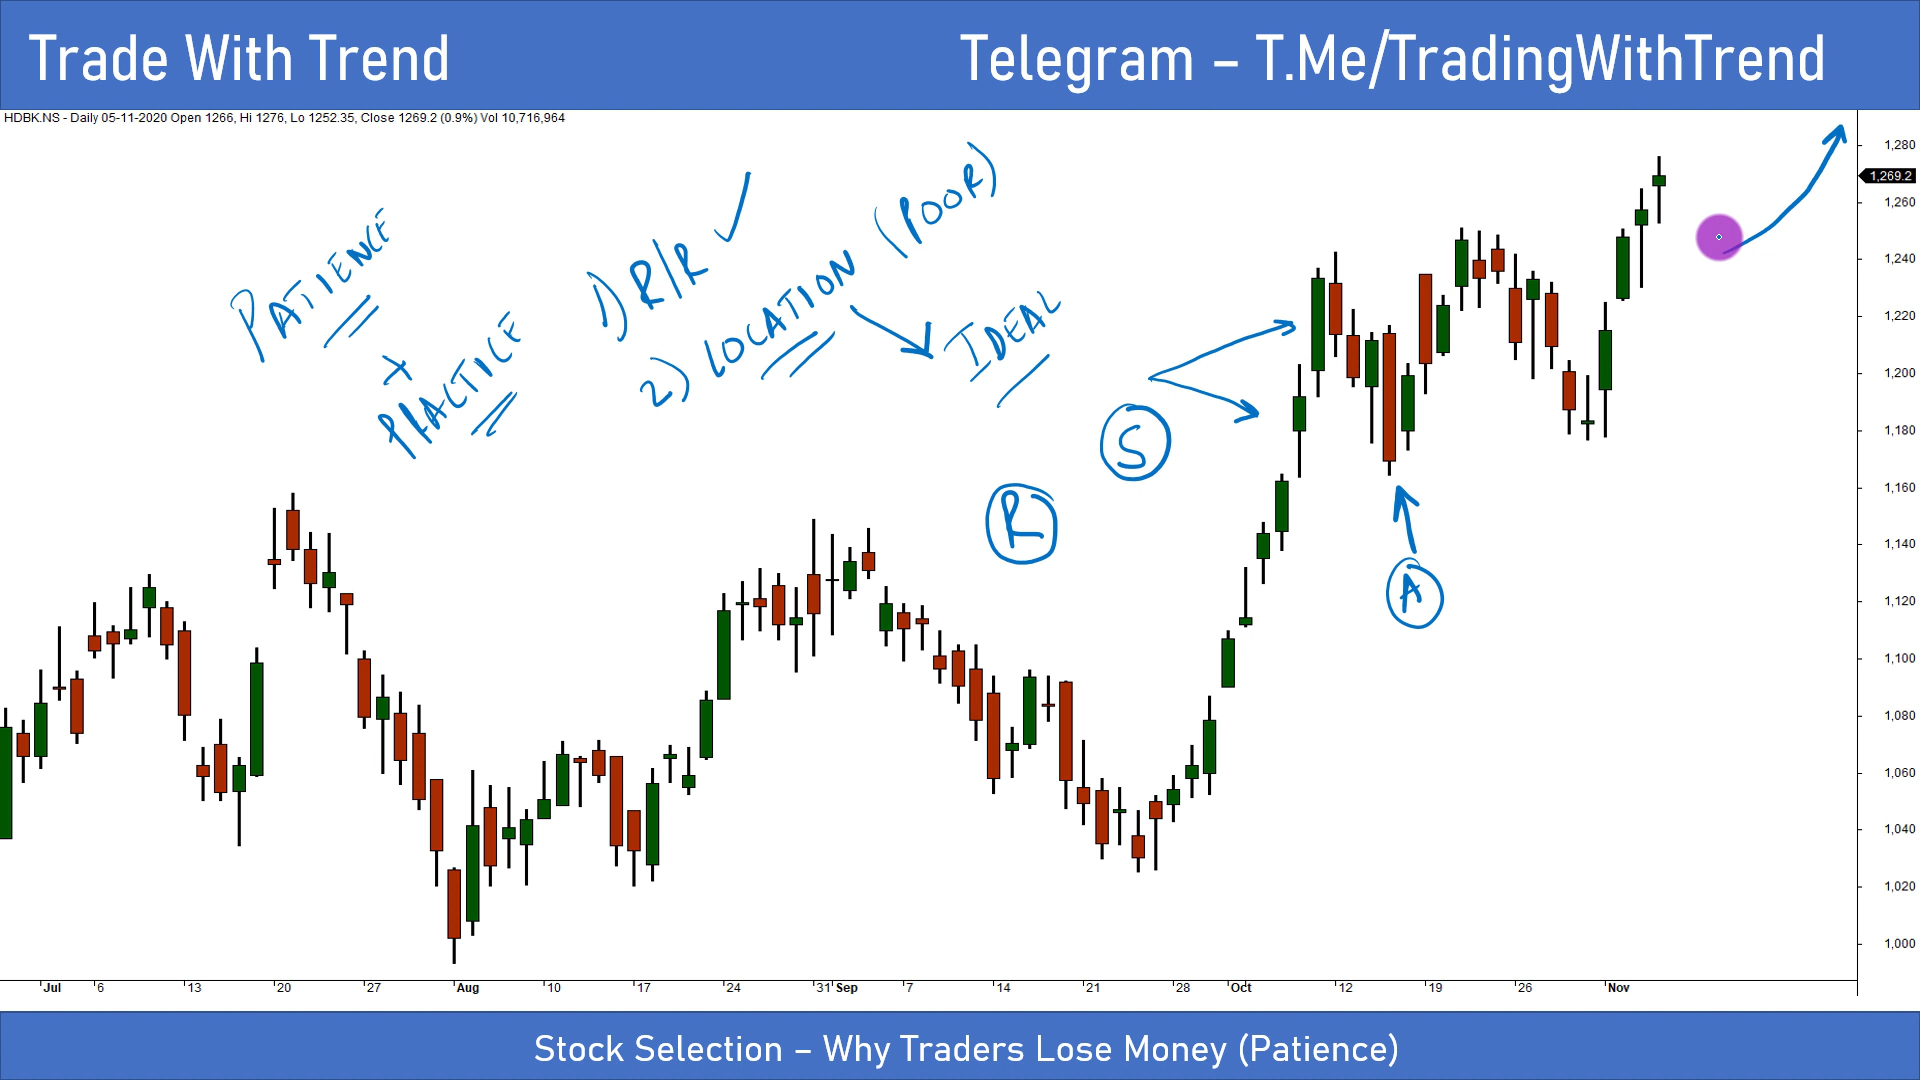 Trade With Trend
Telegram – T.Me/TradingWithTrend
HDBK.NS - Daily 05-11-2020 Open 1266, Hi 1276, Lo 1252.35, Close 1269.2 (0.9%) Vol 10,716,964
PATIENCE
+
PRACTICE
1) R/R ✓
2) LOCATION (POOR)
IDEAL
S
R
A
1,280
1,269.2
1,260
1,240
1,220
1,200
1,180
1,160
1,140
1,120
1,100
1,080
1,060
1,040
1,020
1,000
Jul 6 13 20 27 Aug 10 17 24 31 Sep 7 14 21 28 Oct 12 19 26 Nov
Stock Selection – Why Traders Lose Money (Patience)